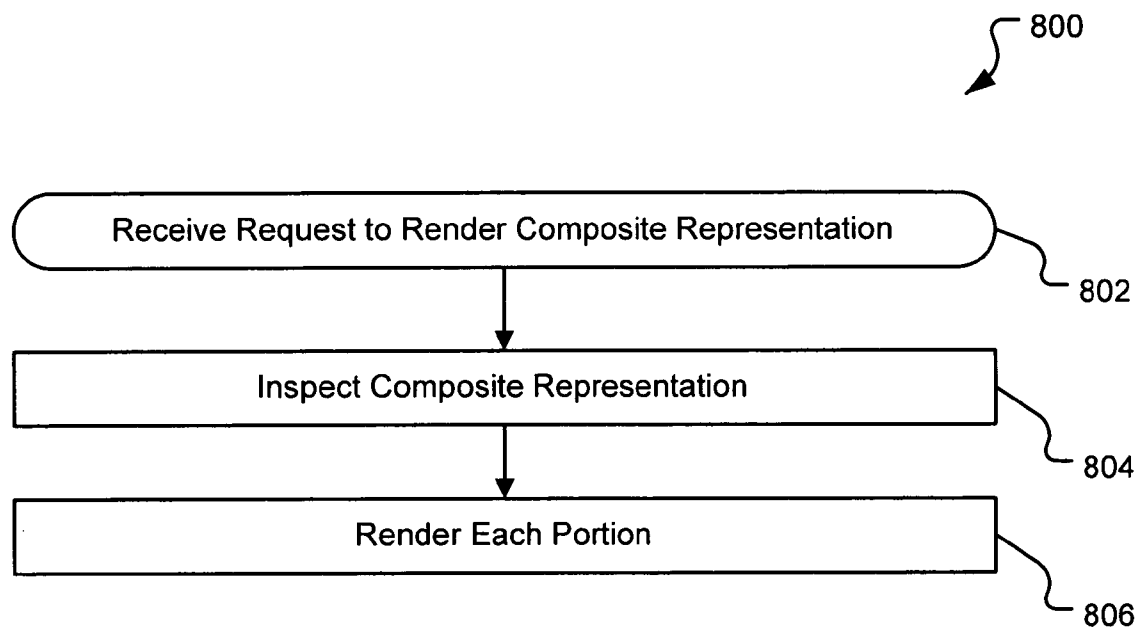 800
Receive Request to Render Composite Representation
802
Inspect Composite Representation
804
Render Each Portion
806